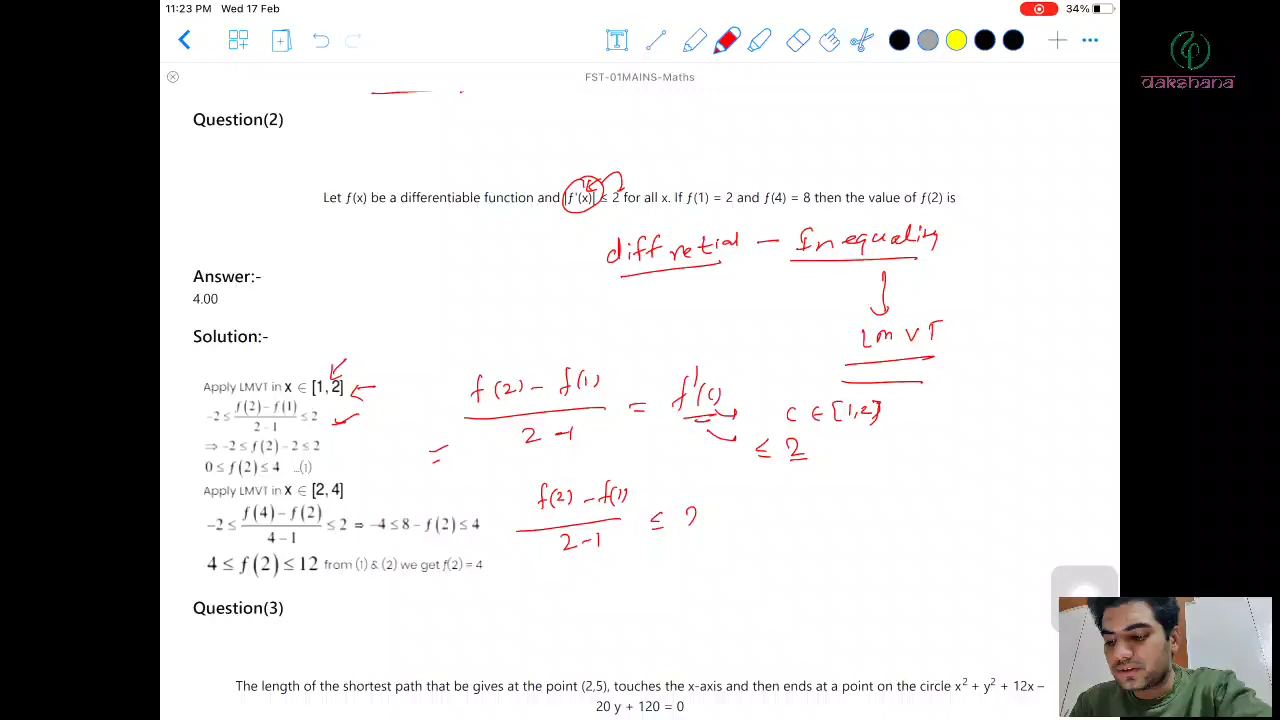 11:23 PM Wed 17 Feb
34%
dakshana
FST-01MAINS-Maths
Question(2)
Let f(x) be a differentiable function and |f'(x)| ≤ 2 for all x. If f(1) = 2 and f(4) = 8 then the value of f(2) is
diffretial - Inequality
Answer:-
4.00
LMVT
Solution:-
Apply LMVT in x ∈ [1, 2]
-2 ≤ f(2) - f(1) / 2-1 ≤ 2
⇒ -2 ≤ f(2) - 2 ≤ 2
0 ≤ f(2) ≤ 4 ...(1)
Apply LMVT in x ∈ [2, 4]
-2 ≤ f(4) - f(2) / 4-1 ≤ 2 ⇒ -4 ≤ 8 - f(2) ≤ 4
4 ≤ f(2) ≤ 12 from (1) & (2) we get f(2) = 4
f(2) - f(1) / 2-1 = f'(c)
c ∈ [1,2]
≤ 2
=
f(2) - f(1) / 2-1 ≤ 2
Question(3)
The length of the shortest path that be gives at the point (2,5), touches the x-axis and then ends at a point on the circle x² + y² + 12x –
20 y + 120 = 0